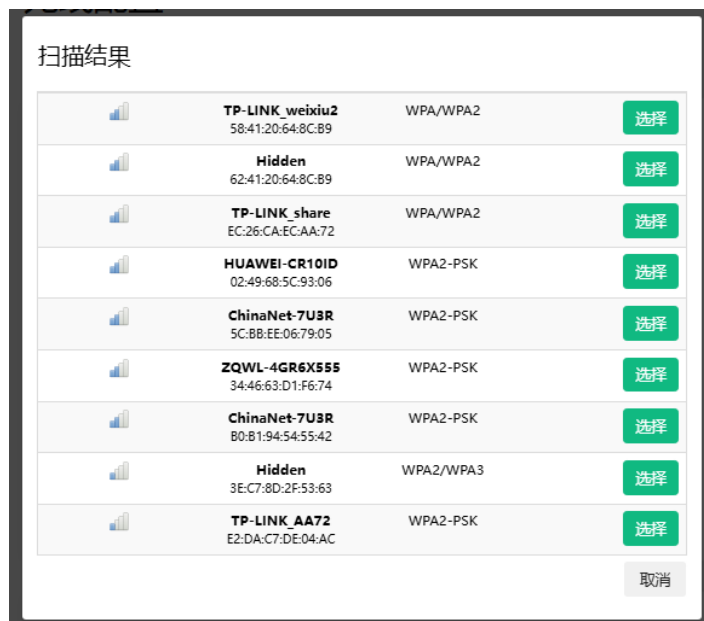 扫描结果
TP-LINK_weixiu2 WPA/WPA2 选择
58:41:20:64:8C:B9
Hidden WPA/WPA2 选择
62:41:20:64:8C:B9
TP-LINK_share WPA/WPA2 选择
EC:26:CA:EC:AA:72
HUAWEI-CR10ID WPA2-PSK 选择
02:49:68:5C:93:06
ChinaNet-7U3R WPA2-PSK 选择
5C:BB:EE:06:79:05
ZQWL-4GR6X555 WPA2-PSK 选择
34:46:63:D1:F6:74
ChinaNet-7U3R WPA2-PSK 选择
B0:B1:94:54:55:42
Hidden WPA2/WPA3 选择
3E:C7:8D:2F:53:63
TP-LINK_AA72 WPA2-PSK 选择
E2:DA:C7:DE:04:AC
取消